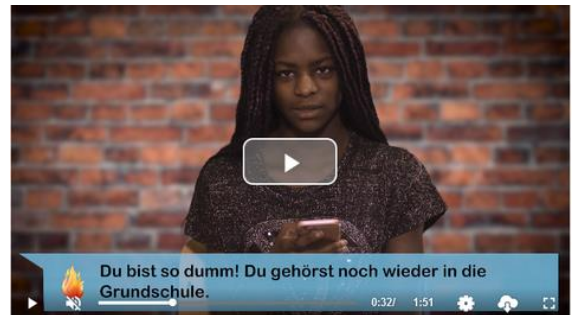 Du bist so dumm! Du gehörst noch wieder in die
Grundschule.
0:32/ 1:51